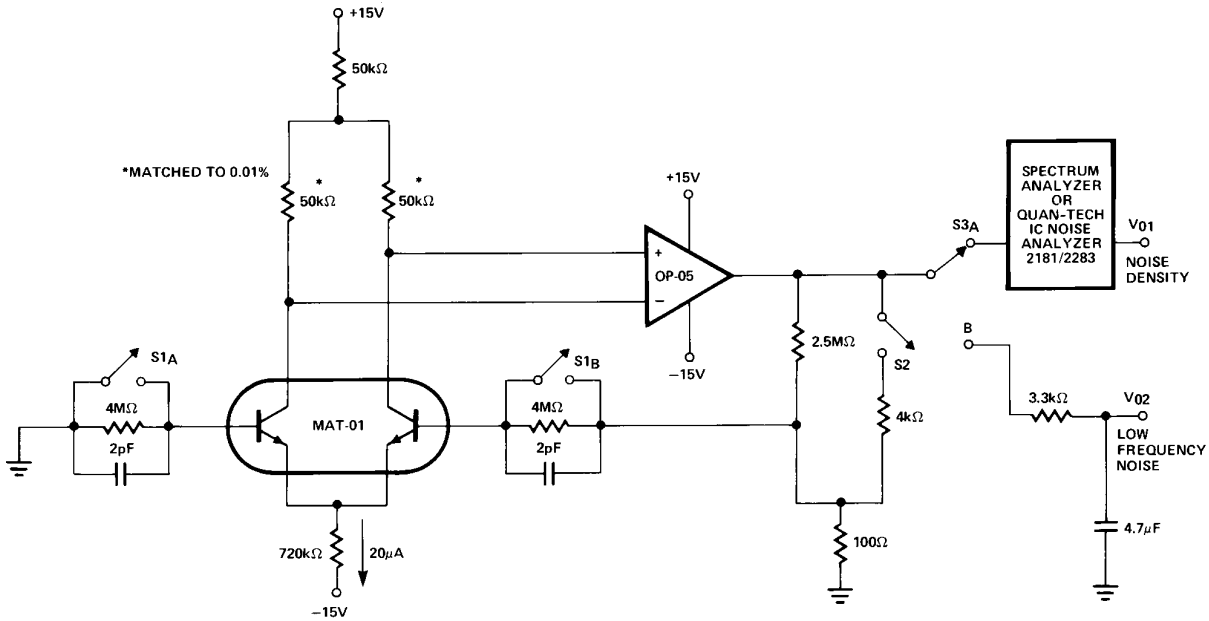 +15V
50kΩ
*MATCHED TO 0.01%
*
50kΩ
*
50kΩ
+15V
+
OP-05
−
−15V
S3A
SPECTRUM
ANALYZER
OR
QUAN-TECH
IC NOISE
ANALYZER
2181/2283
V01
NOISE
DENSITY
2.5MΩ
S2
4kΩ
B
3.3kΩ
V02
LOW
FREQUENCY
NOISE
4.7μF
100Ω
S1A
4MΩ
2pF
MAT-01
S1B
4MΩ
2pF
720kΩ
20μA
−15V